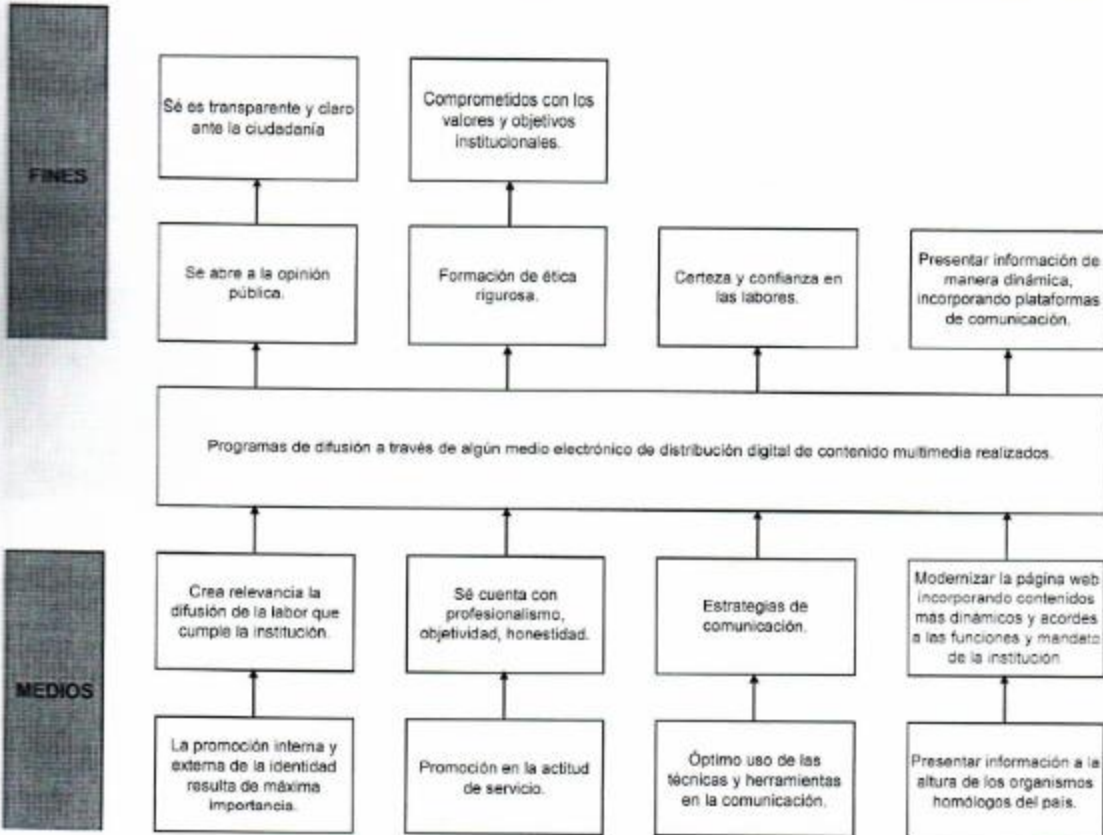 FINES
Sé es transparente y claro
ante la ciudadanía
Comprometidos con los
valores y objetivos
institucionales.
Se abre a la opinión
pública.
Formación de ética
rigurosa.
Certeza y confianza en
las labores.
Presentar información de
manera dinámica,
incorporando plataformas
de comunicación.
Programas de difusión a través de algún medio electrónico de distribución digital de contenido multimedia realizados.
MEDIOS
Crea relevancia la
difusión de la labor que
cumple la institución.
Sé cuenta con
profesionalismo,
objetividad, honestidad.
Estrategias de
comunicación.
Modernizar la página web
incorporando contenidos
mas dinámicos y acordes
a las funciones y mandato
de la institución
La promoción interna y
externa de la identidad
resulta de máxima
importancia.
Promoción en la actitud
de servicio.
Óptimo uso de las
técnicas y herramientas
en la comunicación.
Presentar información a la
altura de los organismos
homólogos del país.